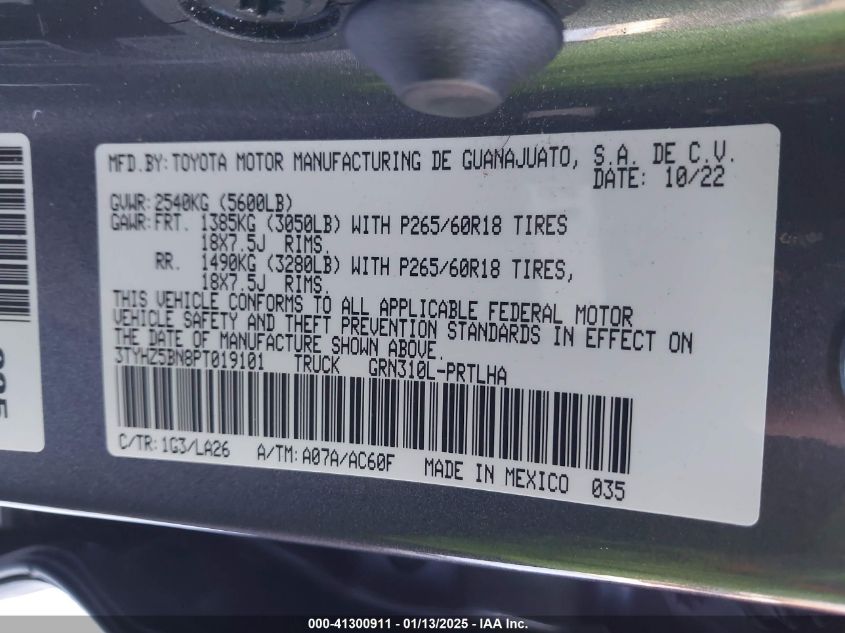 MFD.BY:TOYOTA MOTOR MANUFACTURING DE GUANAJUATO, S.A. DE C.V.
DATE: 10/22
GVWR:2540KG (5600LB)
GAWR:FRT. 1385KG (3050LB) WITH P265/60R18 TIRES
18X7.5J RIMS.
RR. 1490KG (3280LB) WITH P265/60R18 TIRES,
18X7.5J RIMS.
THIS VEHICLE CONFORMS TO ALL APPLICABLE FEDERAL MOTOR
VEHICLE SAFETY AND THEFT PREVENTION STANDARDS IN EFFECT ON
THE DATE OF MANUFACTURE SHOWN ABOVE.
3TYHZ5BN8PT019101 TRUCK GRN310L-PRTLHA
C/TR:1G3/LA26 A/TM:A07A/AC60F MADE IN MEXICO 035
000-41300911 - 01/13/2025 - IAA Inc.